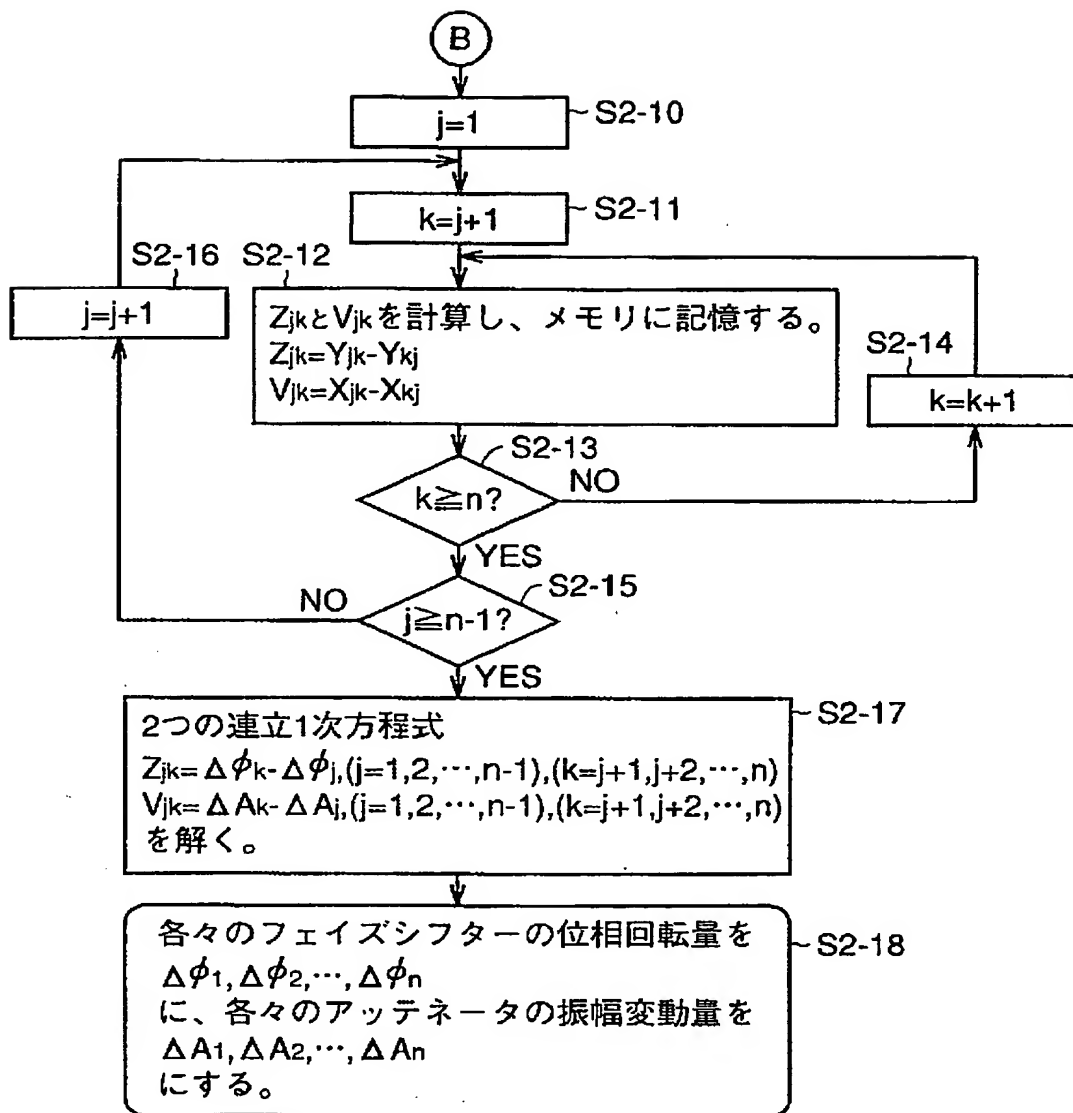 B
j=1
S2-10
k=j+1
S2-11
S2-16
S2-12
j=j+1
ZjkとVjkを計算し、メモリに記憶する。
Zjk=Yjk-Ykj
Vjk=Xjk-Xkj
S2-14
k=k+1
S2-13
k≧n?
NO
YES
S2-15
NO
j≧n-1?
YES
S2-17
2つの連立1次方程式
Zjk=Δϕk-Δϕj,(j=1,2,…,n-1),(k=j+1,j+2,…,n)
Vjk=ΔAk-ΔAj,(j=1,2,…,n-1),(k=j+1,j+2,…,n)
を解く。
S2-18
各々のフェイズシフターの位相回転量を
Δϕ1,Δϕ2,…,Δϕn
に、各々のアッテネータの振幅変動量を
ΔA1,ΔA2,…,ΔAn
にする。